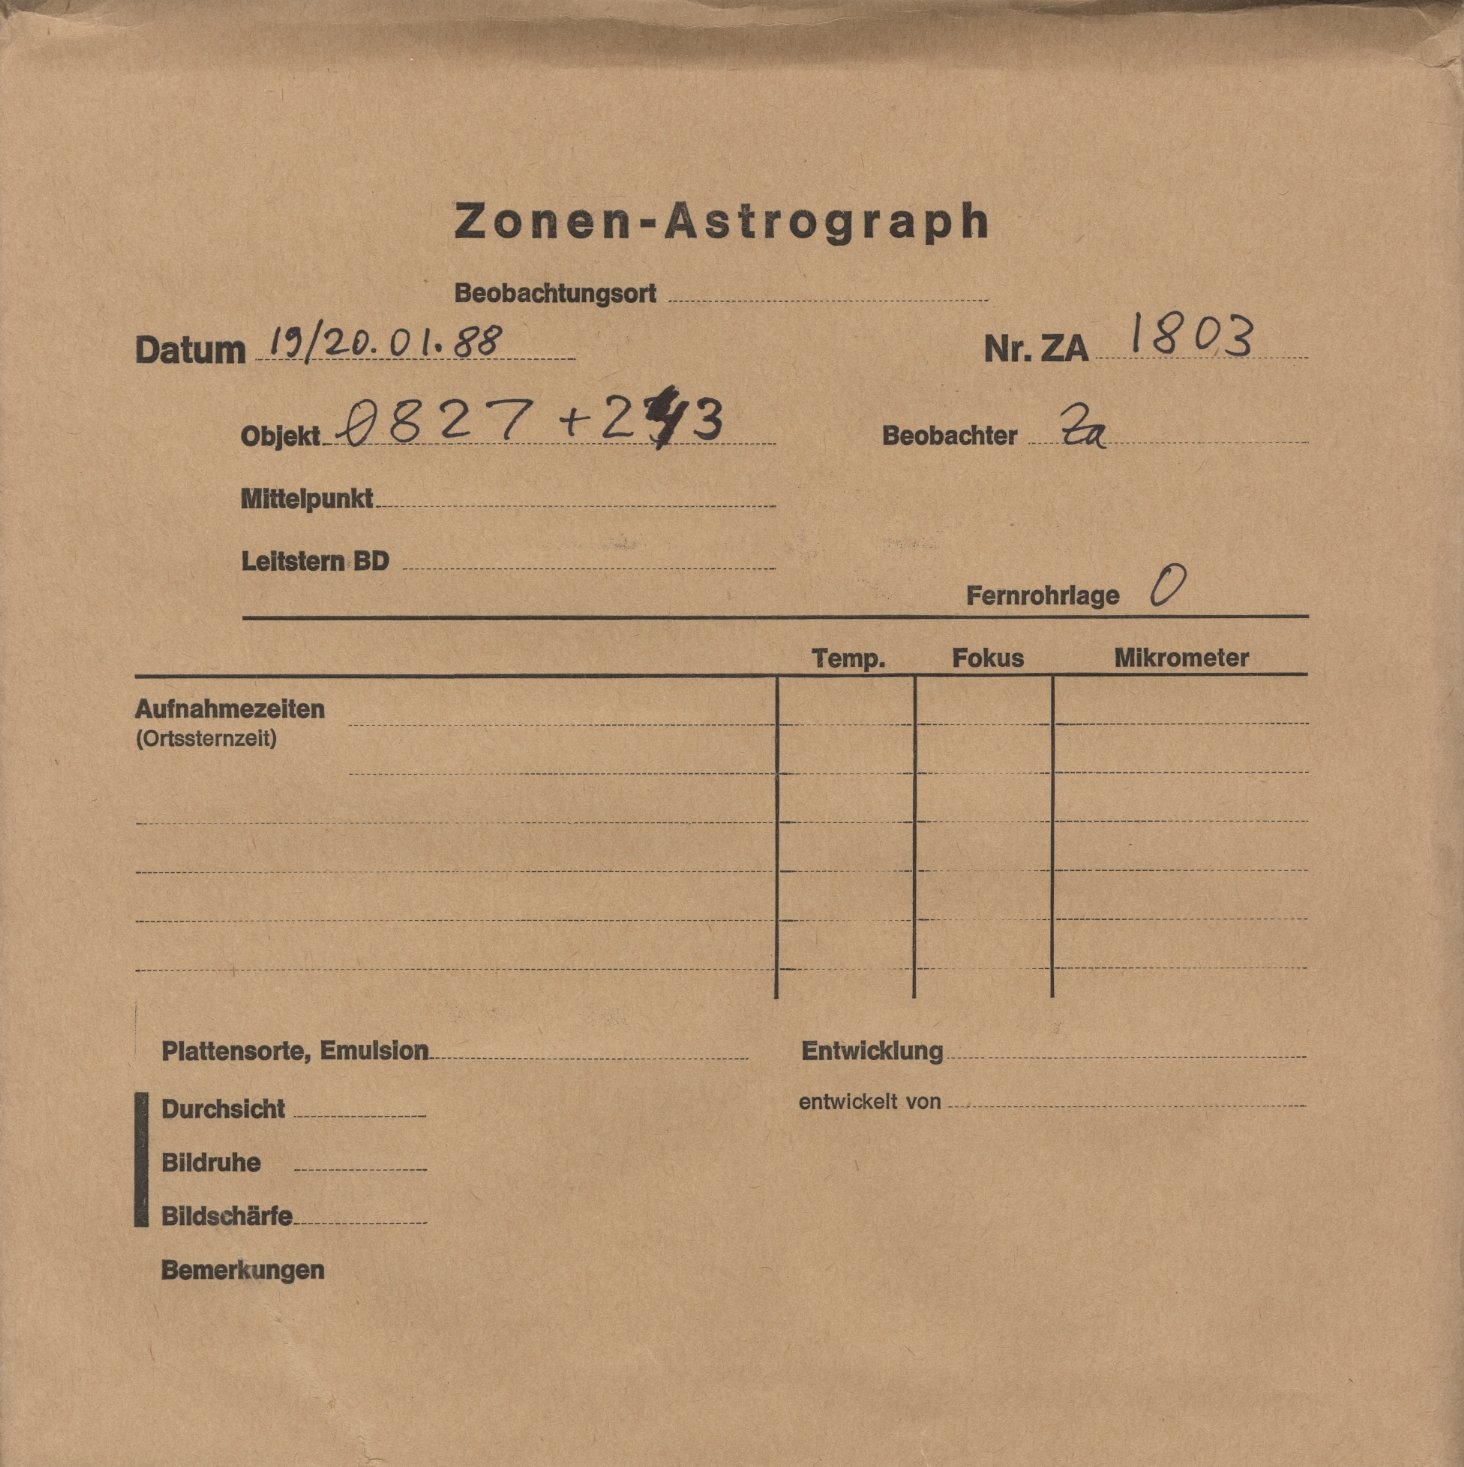 Zonen-Astrograph
Beobachtungsort
Datum 19/20.01.88 Nr. ZA 1803
Objekt 0827 +243 Beobachter Za
Mittelpunkt
Leitstern BD
Fernrohrlage O
Temp. Fokus Mikrometer
Aufnahmezeiten
(Ortssternzeit)
Plattensorte, Emulsion Entwicklung
Durchsicht entwickelt von
Bildruhe
Bildschärfe
Bemerkungen